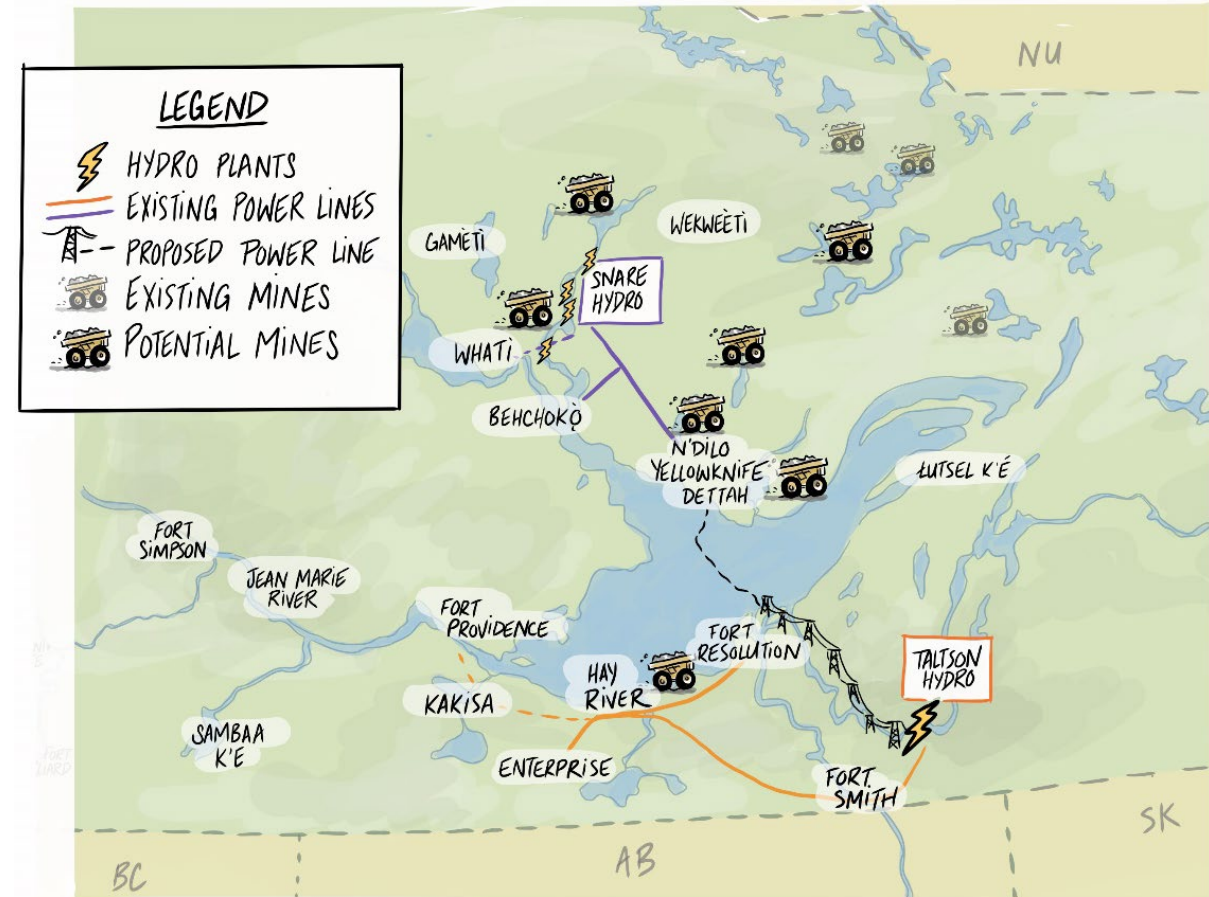 NU
LEGEND
HYDRO PLANTS
EXISTING POWER LINES
PROPOSED POWER LINE
EXISTING MINES
POTENTIAL MINES
GAMÈTÌ
WEKWEÈTÌ
SNARE
HYDRO
WHATÌ
BEHCHOKǪ̀
N'DILO
YELLOWKNIFE
DETTAH
ŁUTSEL K'É
FORT
SIMPSON
JEAN MARIE
RIVER
FORT
PROVIDENCE
FORT
RESOLUTION
HAY
RIVER
TALTSON
HYDRO
KAKISA
SAMBAA
K'E
ENTERPRISE
FORT
SMITH
FORT
SK
AB
BC